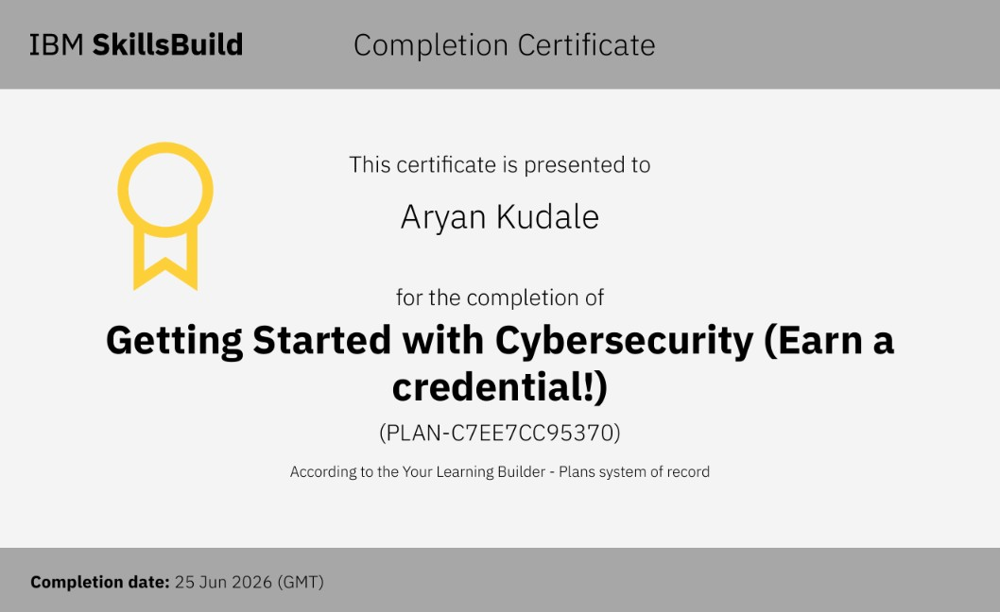 IBM SkillsBuild
Completion Certificate
This certificate is presented to
Aryan Kudale
for the completion of
Getting Started with Cybersecurity (Earn a
credential!)
(PLAN-C7EE7CC95370)
According to the Your Learning Builder - Plans system of record
Completion date: 25 Jun 2026 (GMT)